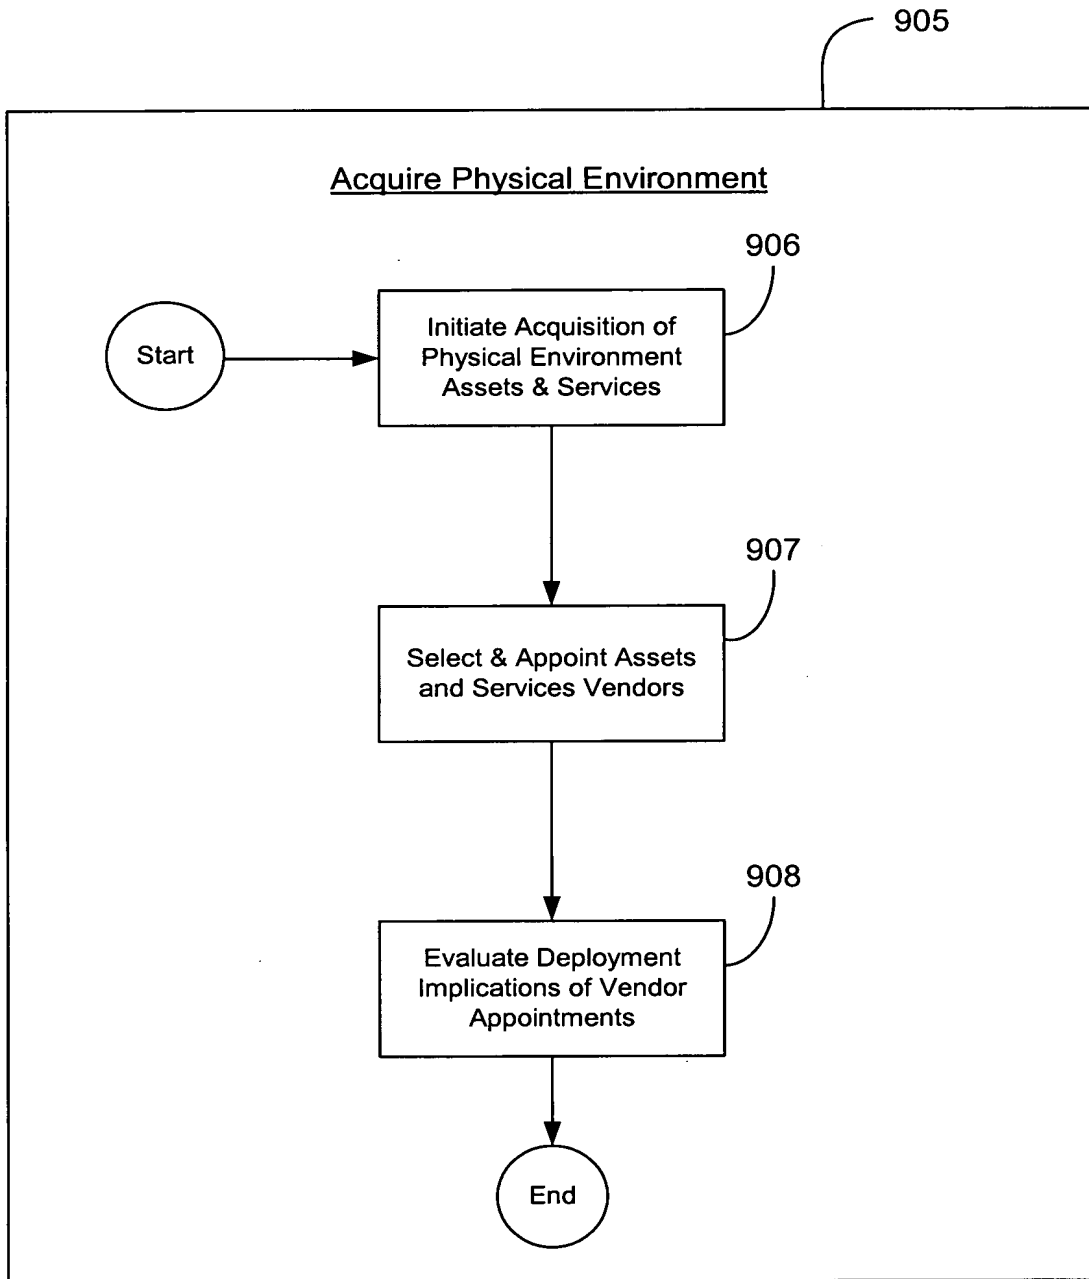 905
Acquire Physical Environment
906
Start
Initiate Acquisition of
Physical Environment
Assets & Services
907
Select & Appoint Assets
and Services Vendors
908
Evaluate Deployment
Implications of Vendor
Appointments
End